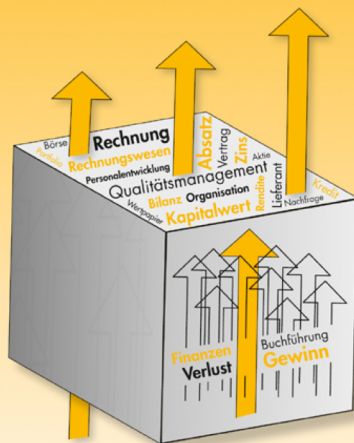 Börse
Portfolio
Rechnung
Rechnungswesen
Personalentwicklung
Absatz
Vertrag
Zins
Aktie
Qualitätsmanagement
Bilanz
Organisation
Wertpapier
Kapitalwert
Rendite
Lieferant
Kredit
Nachfrage
Finanzen
Verlust
Buchführung
Gewinn